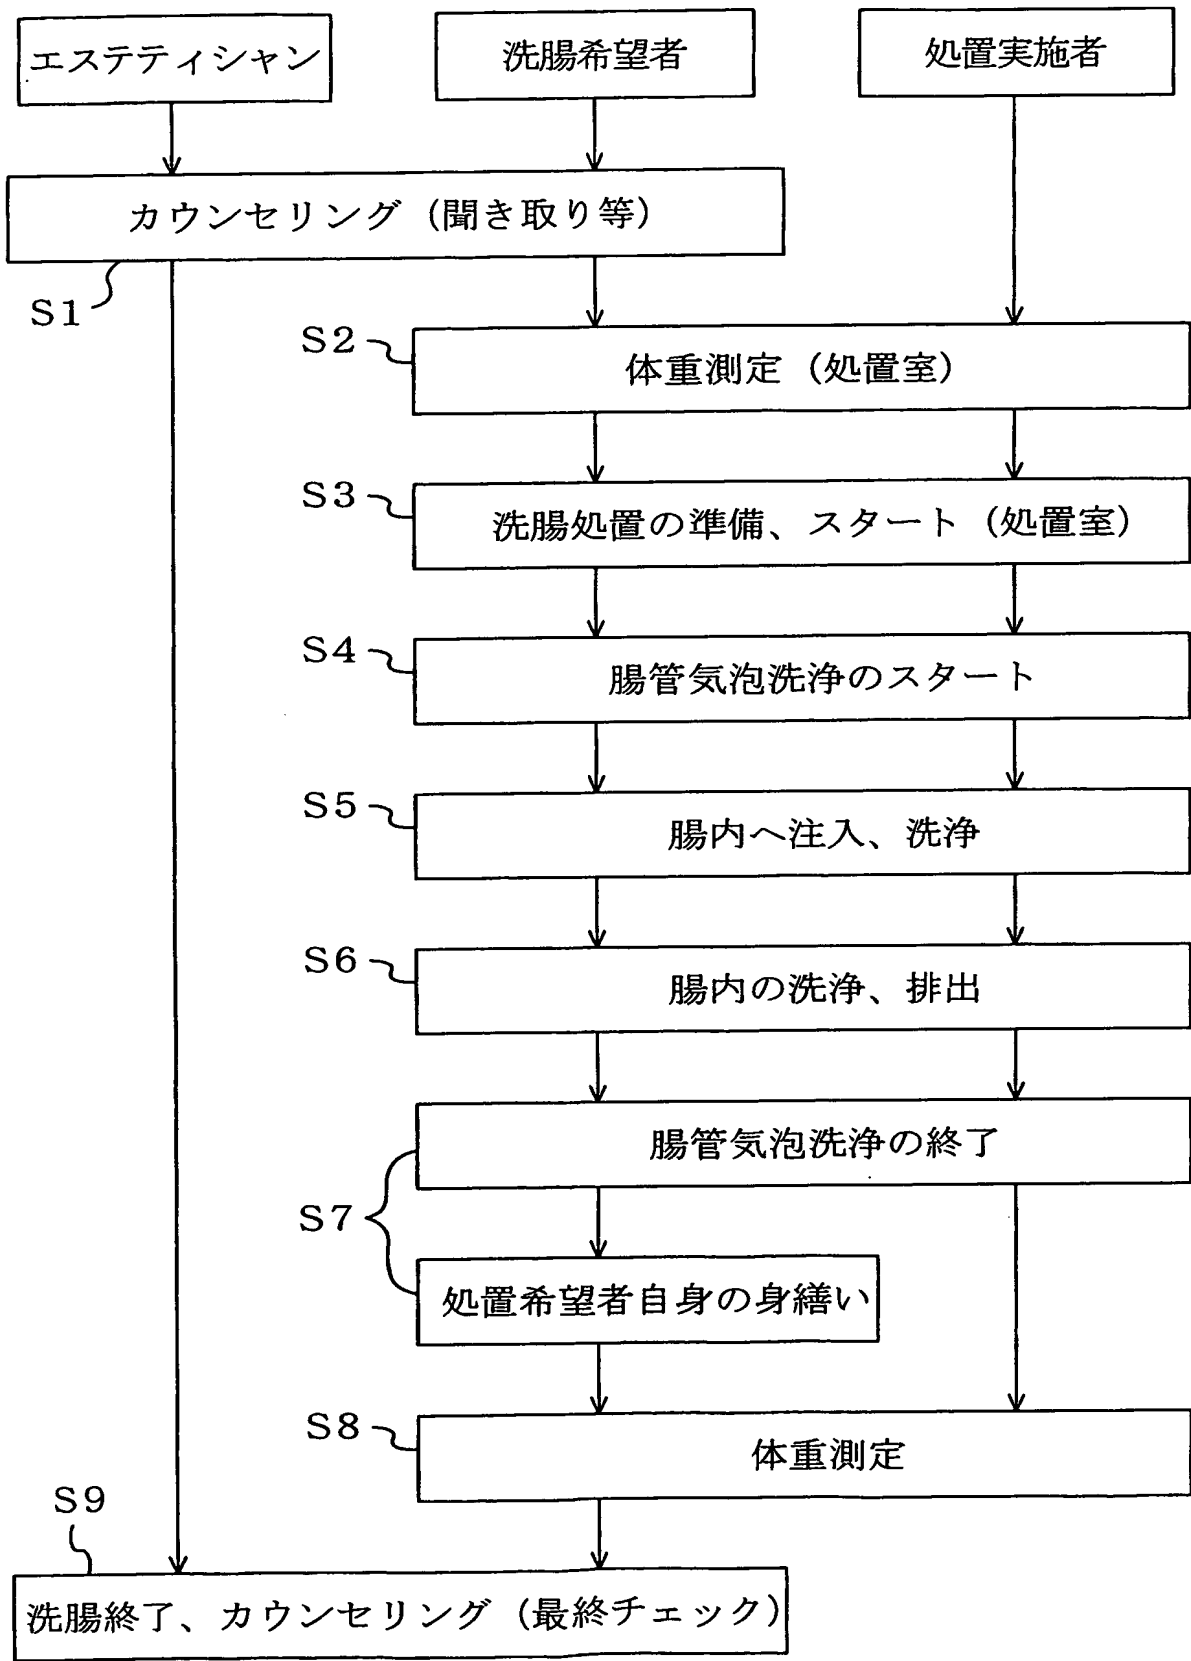 エステティシャン
洗腸希望者
処置実施者
カウンセリング（聞き取り等）
S1
S2
体重測定（処置室）
S3
洗腸処置の準備、スタート（処置室）
S4
腸管気泡洗浄のスタート
S5
腸内へ注入、洗浄
S6
腸内の洗浄、排出
腸管気泡洗浄の終了
S7
処置希望者自身の身繕い
S8
体重測定
S9
洗腸終了、カウンセリング（最終チェック）